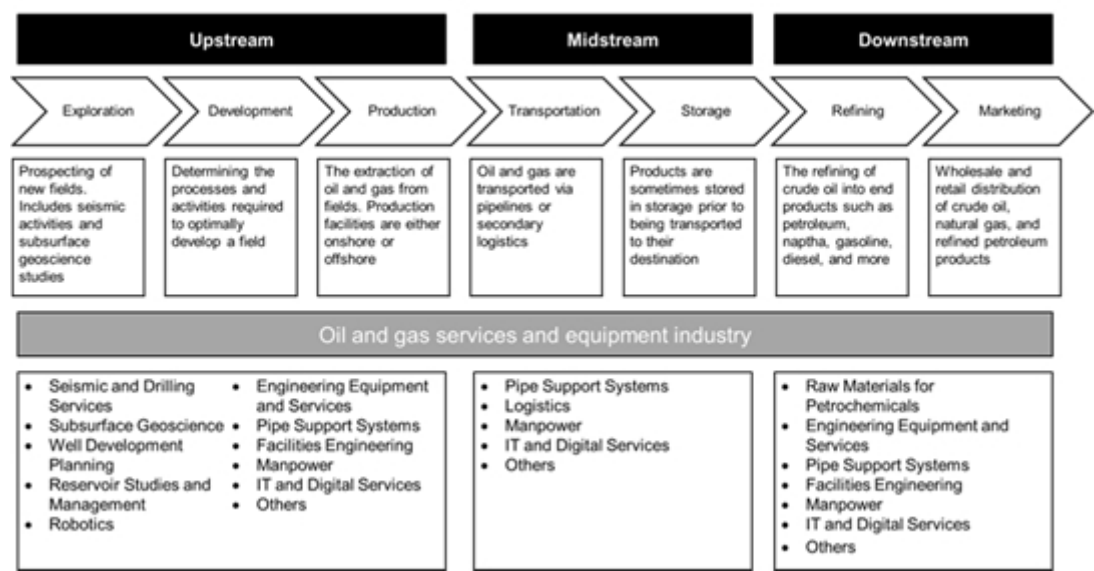 Upstream
Midstream
Downstream
Exploration
Development
Production
Transportation
Storage
Refining
Marketing
Prospecting of
new fields.
Includes seismic
activities and
subsurface
geoscience
studies
Determining the
processes and
activities required
to optimally
develop a field
The extraction of
oil and gas from
fields. Production
facilities are either
onshore or
offshore
Oil and gas are
transported via
pipelines or
secondary
logistics
Products are
sometimes stored
in storage prior to
being transported
to their
destination
The refining of
crude oil into end
products such as
petroleum,
naptha, gasoline,
diesel, and more
Wholesale and
retail distribution
of crude oil,
natural gas, and
refined petroleum
products
Oil and gas services and equipment industry
• Seismic and Drilling
Services
• Subsurface Geoscience
• Well Development
Planning
• Reservoir Studies and
Management
• Robotics
• Engineering Equipment
and Services
• Pipe Support Systems
• Facilities Engineering
• Manpower
• IT and Digital Services
• Others
• Pipe Support Systems
• Logistics
• Manpower
• IT and Digital Services
• Others
• Raw Materials for
Petrochemicals
• Engineering Equipment and
Services
• Pipe Support Systems
• Facilities Engineering
• Manpower
• IT and Digital Services
• Others